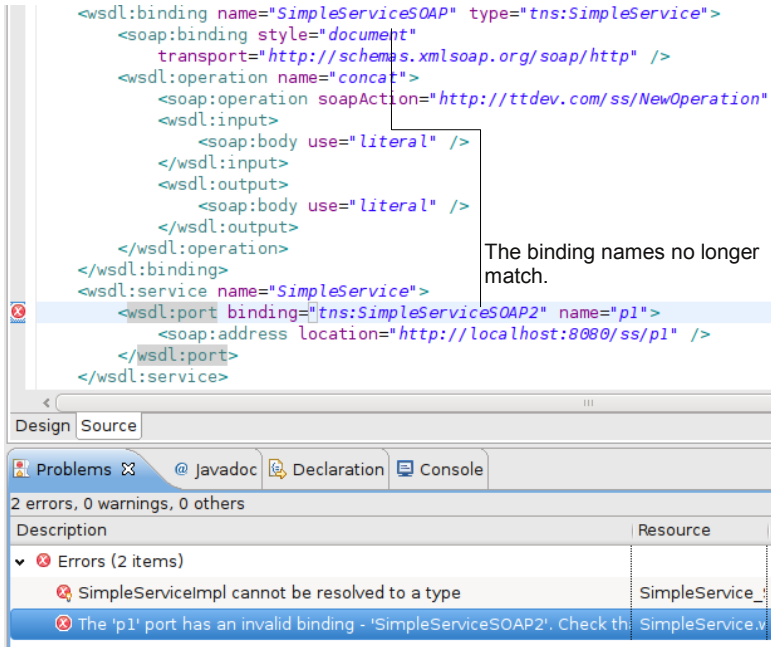 <wsdl:binding name="SimpleServiceSOAP" type="tns:SimpleService">
<soap:binding style="document"
transport="http://schemas.xmlsoap.org/soap/http" />
<wsdl:operation name="concat">
<soap:operation soapAction="http://ttdev.com/ss/NewOperation"
<wsdl:input>
<soap:body use="literal" />
</wsdl:input>
<wsdl:output>
<soap:body use="literal" />
</wsdl:output>
</wsdl:operation>
</wsdl:binding>
The binding names no longer
match.
<wsdl:service name="SimpleService">
<wsdl:port binding="tns:SimpleServiceSOAP2" name="p1">
<soap:address location="http://localhost:8080/ss/p1" />
</wsdl:port>
</wsdl:service>
Design Source
Problems @ Javadoc Declaration Console
2 errors, 0 warnings, 0 others
Description Resource
Errors (2 items)
SimpleServiceImpl cannot be resolved to a type SimpleService_
The 'p1' port has an invalid binding - 'SimpleServiceSOAP2'. Check th SimpleService.